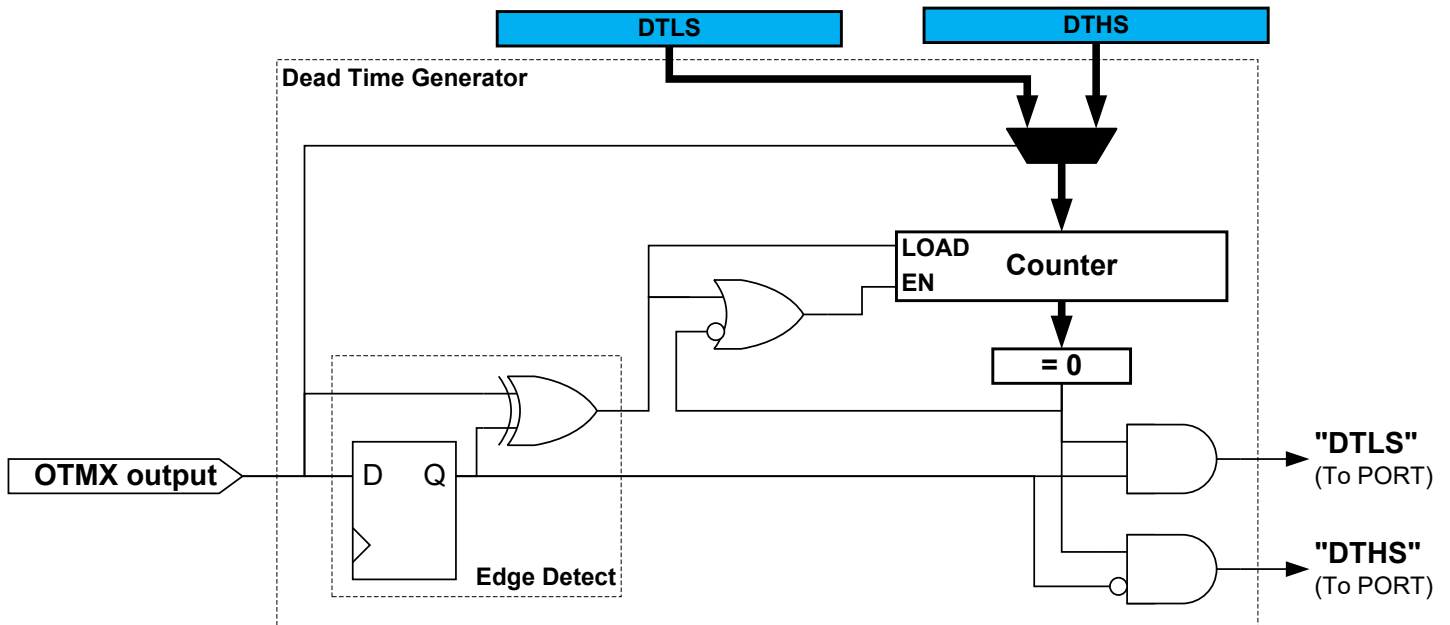 DTLS
DTHS
Dead Time Generator
LOAD
Counter
EN
= 0
OTMX output
D
Q
Edge Detect
"DTLS"
(To PORT)
"DTHS"
(To PORT)